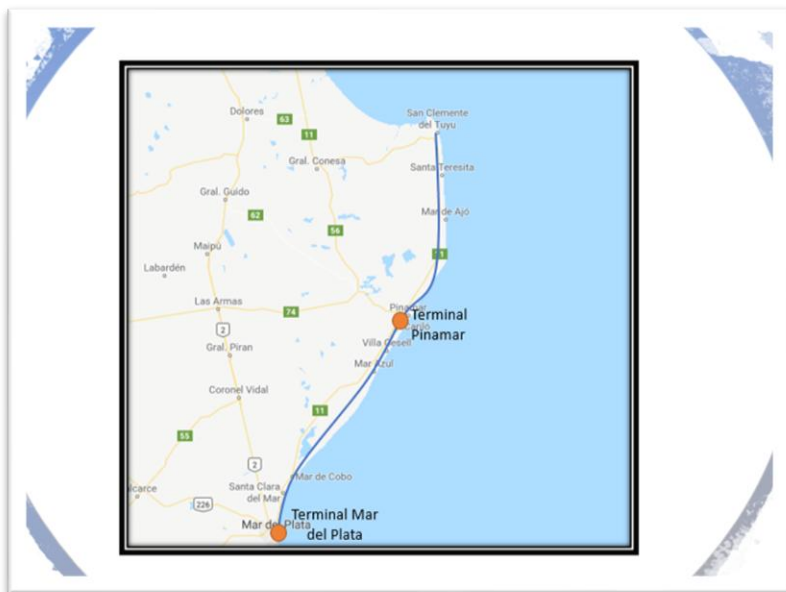 San Clemente
del Tuyu
Dolores
63
11
Gral. Conesa
Santa Teresita
Gral. Guido
62
Mar de Ajó
56
Maipú
Labardén
Las Armas
74
Pinamar
Terminal
Pinamar
2
Villa Gesell
Gral. Piran
Mar Azul
Coronel Vidal
11
55
2
Mar de Cobo
Santa Clara
del Mar
226
Terminal Mar
del Plata
Mar del Plata